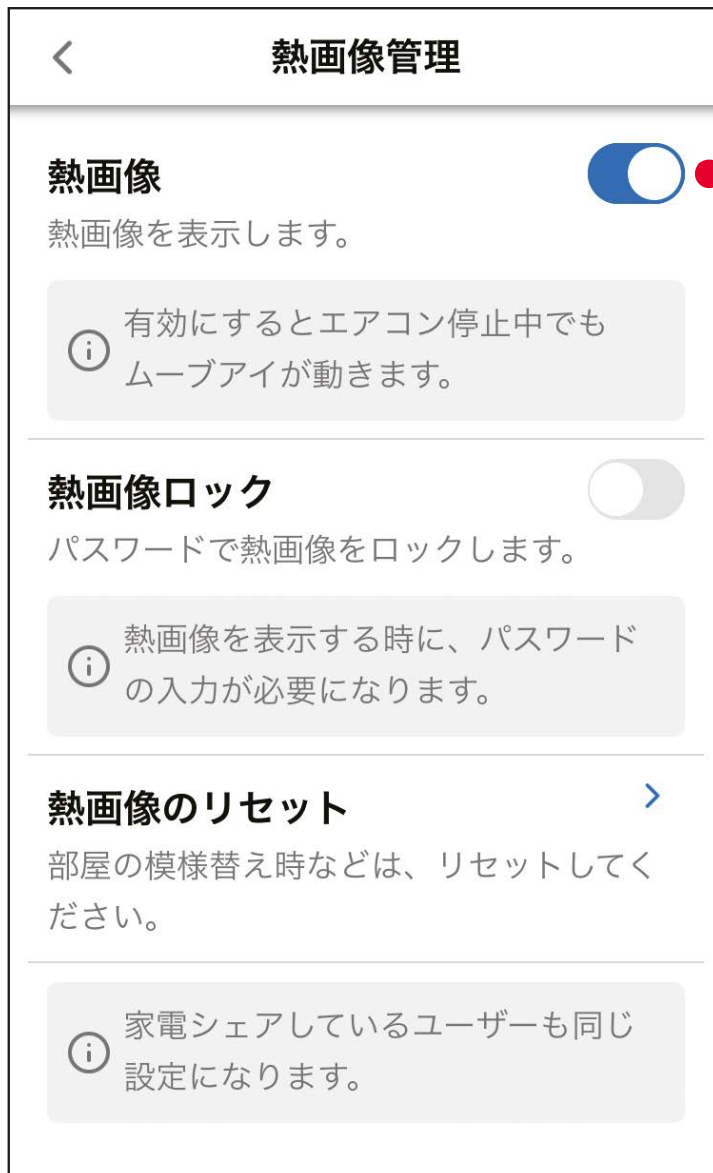 熱画像管理
熱画像
熱画像を表示します。
有効にするとエアコン停止中でも
ムーブアイが動きます。
熱画像ロック
パスワードで熱画像をロックします。
熱画像を表示する時に、パスワード
の入力が必要になります。
熱画像のリセット
部屋の模様替え時などは、リセットしてく
ださい。
家電シェアしているユーザーも同じ
設定になります。